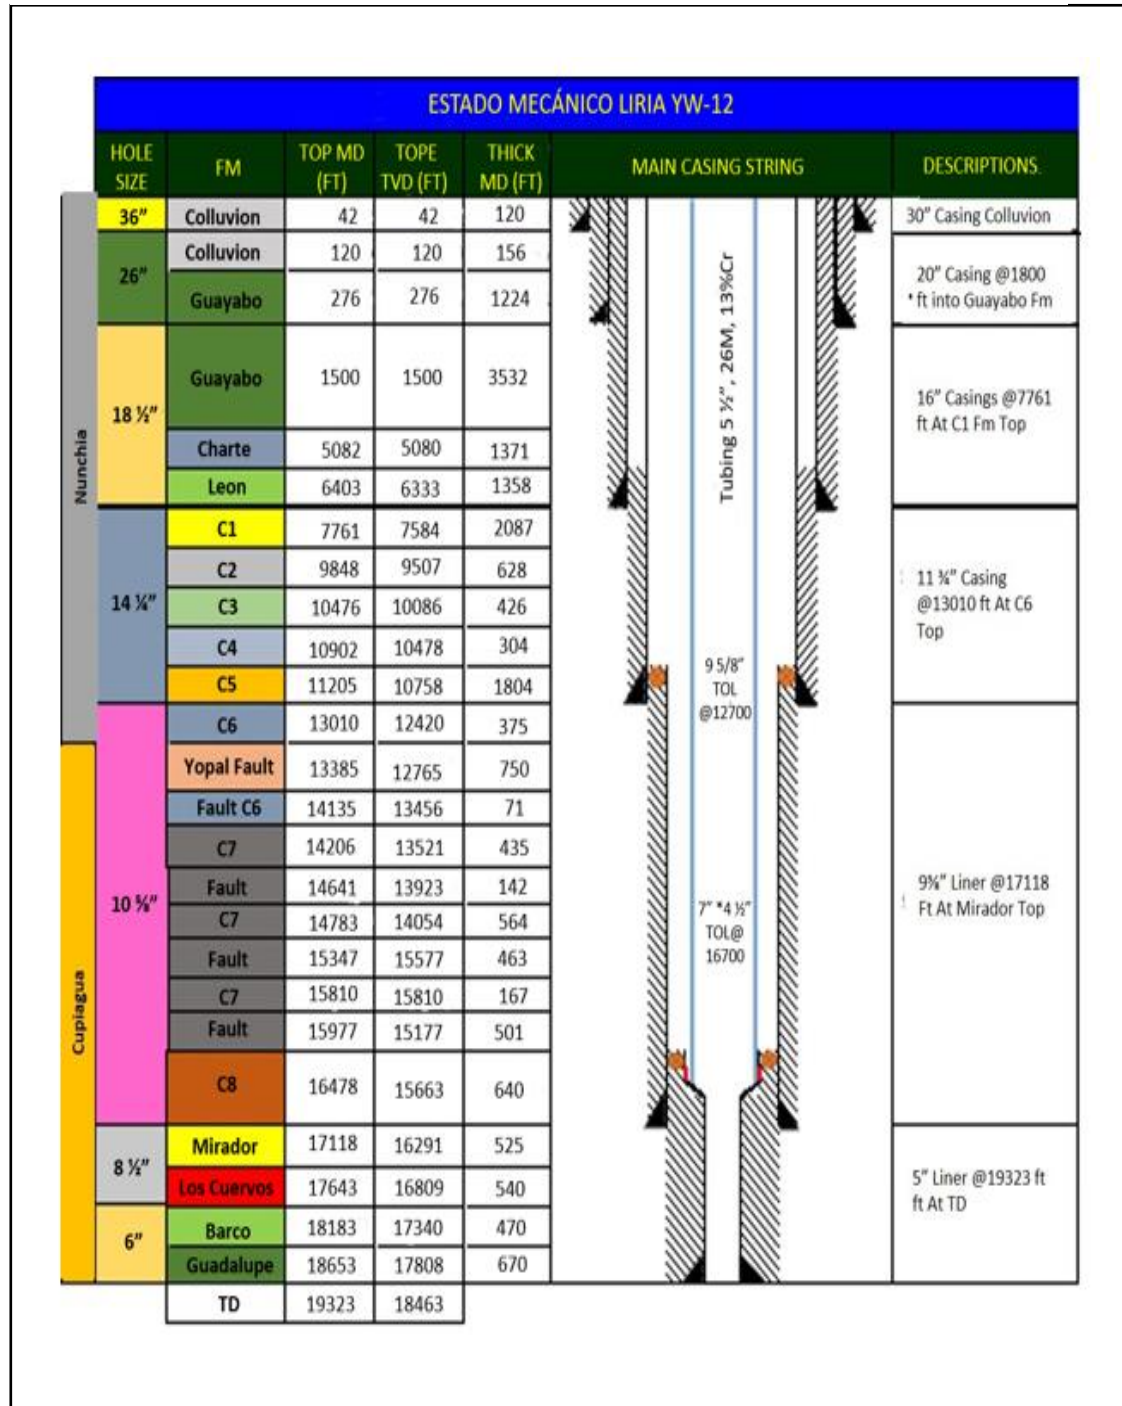 ESTADO MECÁNICO LIRIA YW-12
HOLE SIZE FM TOP MD (FT) TOPE TVD (FT) THICK MD (FT) MAIN CASING STRING DESCRIPTIONS.
Nunchia
36” Colluvion 42 42 120
30” Casing Colluvion
26” Colluvion 120 120 156
Guayabo 276 276 1224
20” Casing @1800
ft into Guayabo Fm
18 ½” Guayabo 1500 1500 3532
Charte 5082 5080 1371
Leon 6403 6333 1358
16” Casings @7761
ft At C1 Fm Top
Tubing 5 ½”, 26M, 13%Cr
14 ¾” C1 7761 7584 2087
C2 9848 9507 628
C3 10476 10086 426
C4 10902 10478 304
C5 11205 10758 1804
11 ¾” Casing
@13010 ft At C6
Top
9 5/8”
TOL
@12700
10 ⅝” C6 13010 12420 375
Cupiagua
Yopal Fault 13385 12765 750
Fault C6 14135 13456 71
C7 14206 13521 435
Fault 14641 13923 142
C7 14783 14054 564
Fault 15347 15577 463
C7 15810 15810 167
Fault 15977 15177 501
C8 16478 15663 640
9⅝” Liner @17118
Ft At Mirador Top
7” *4 ½”
TOL@
16700
8 ½” Mirador 17118 16291 525
Los Cuervos 17643 16809 540
6” Barco 18183 17340 470
Guadalupe 18653 17808 670
5” Liner @19323 ft
ft At TD
TD 19323 18463